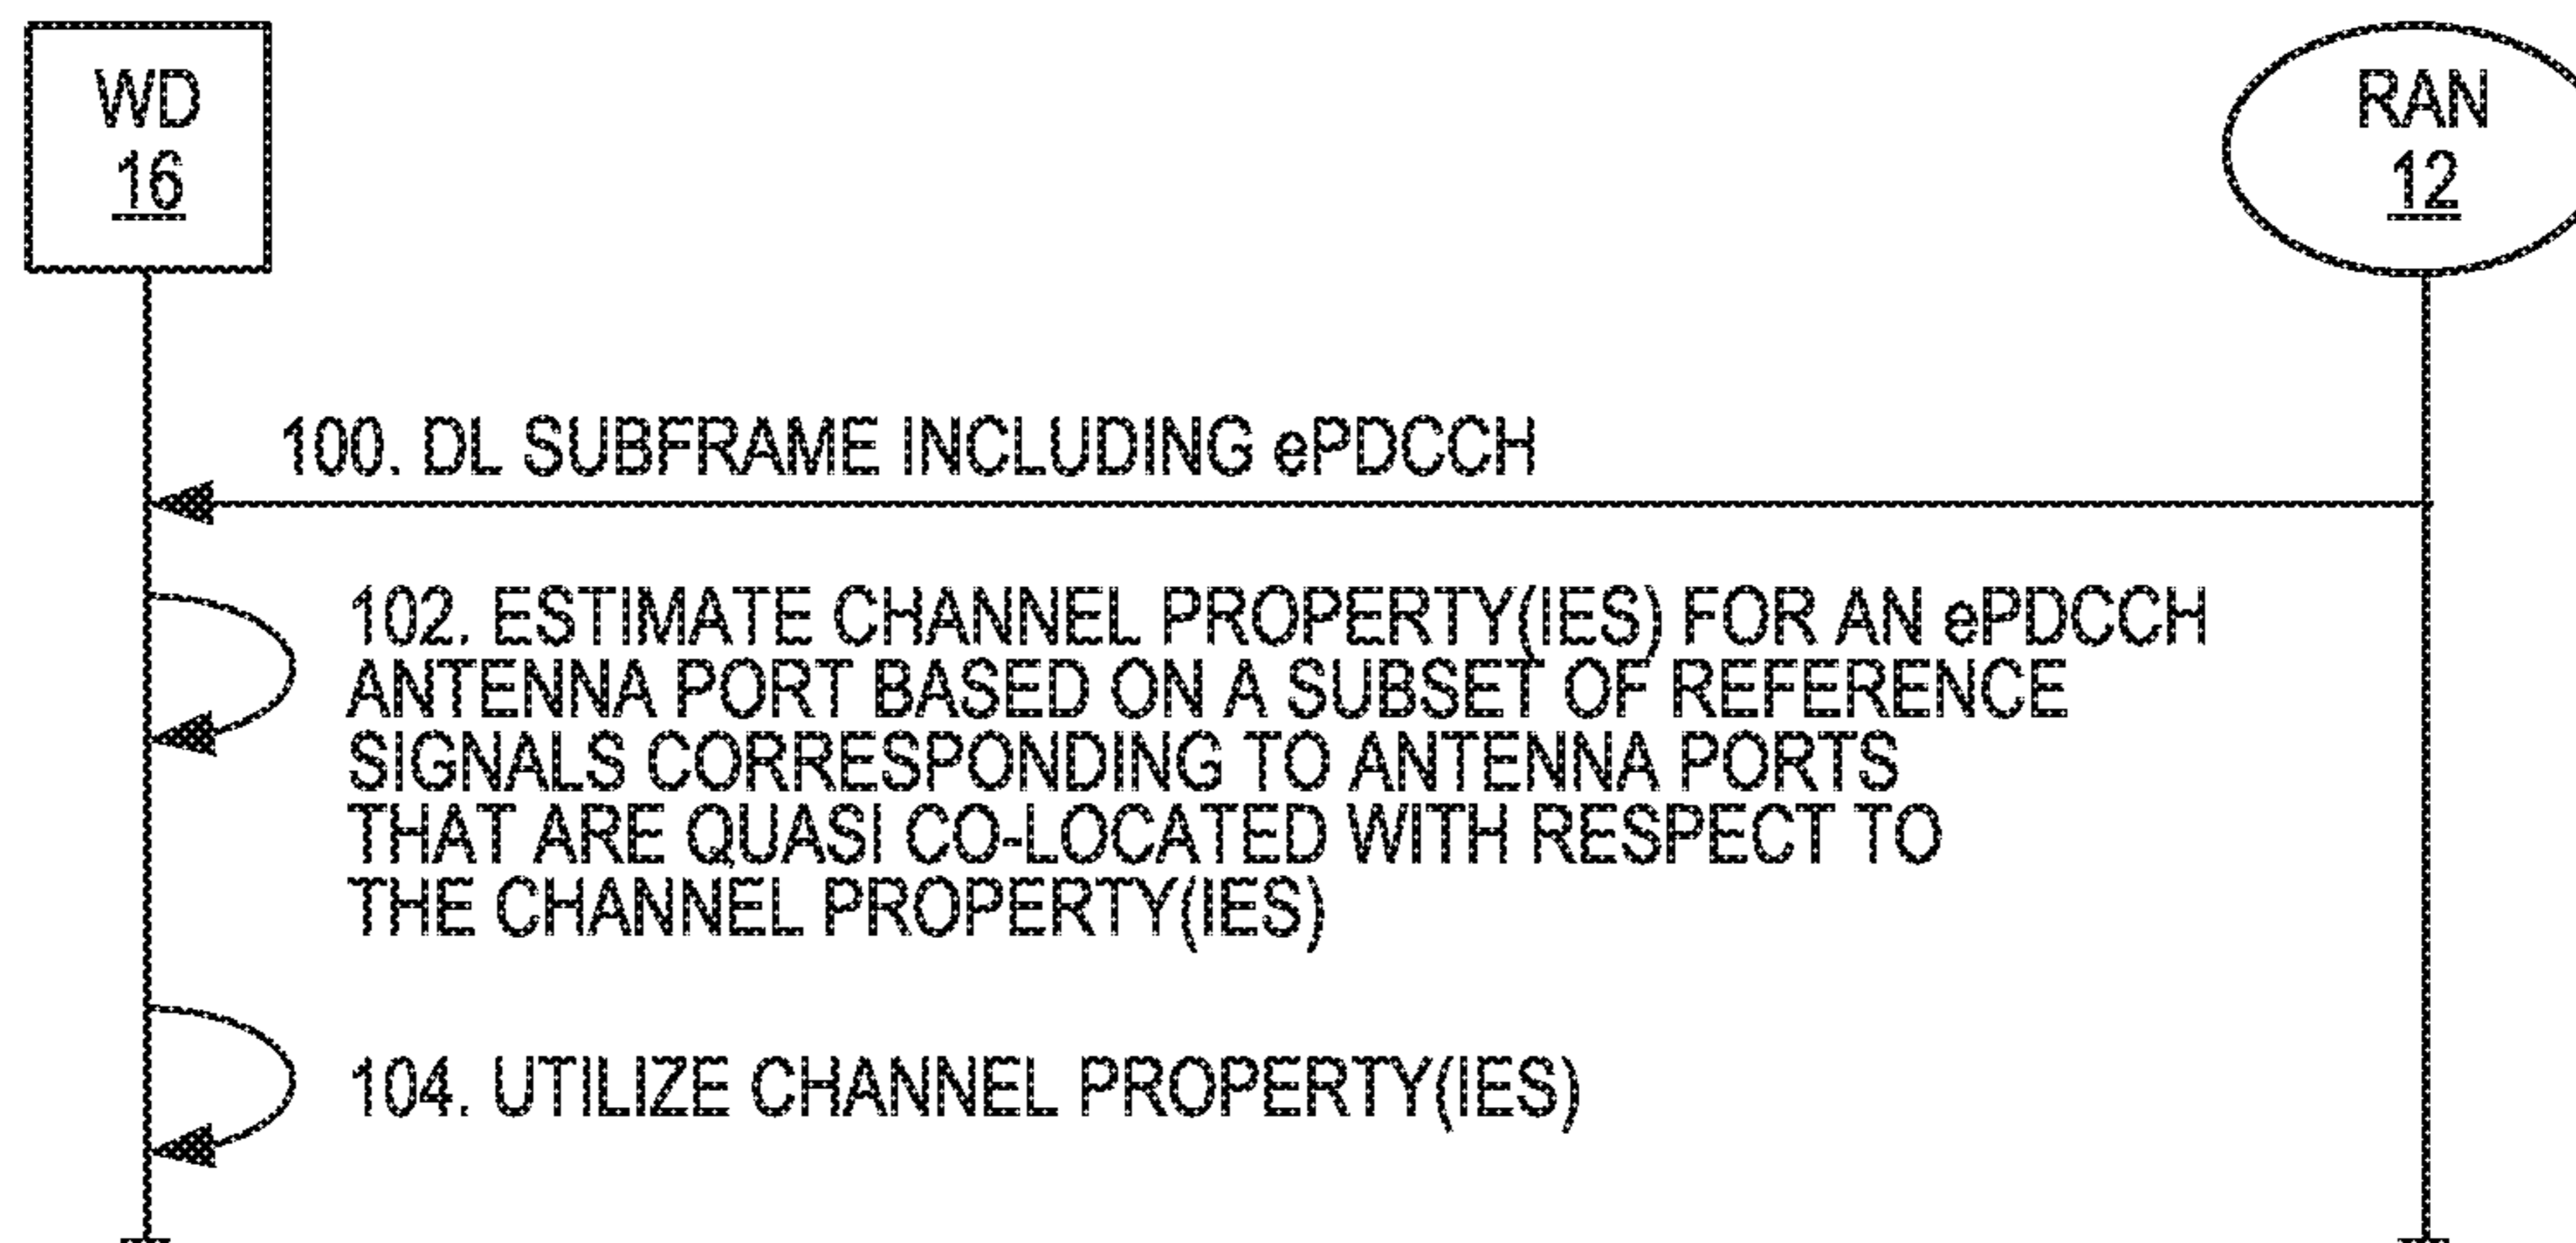 WD
16
RAN
12
100. DL SUBFRAME INCLUDING ePDCCH
102. ESTIMATE CHANNEL PROPERTY(IES) FOR AN ePDCCH
ANTENNA PORT BASED ON A SUBSET OF REFERENCE
SIGNALS CORRESPONDING TO ANTENNA PORTS
THAT ARE QUASI CO-LOCATED WITH RESPECT TO
THE CHANNEL PROPERTY(IES)
104. UTILIZE CHANNEL PROPERTY(IES)